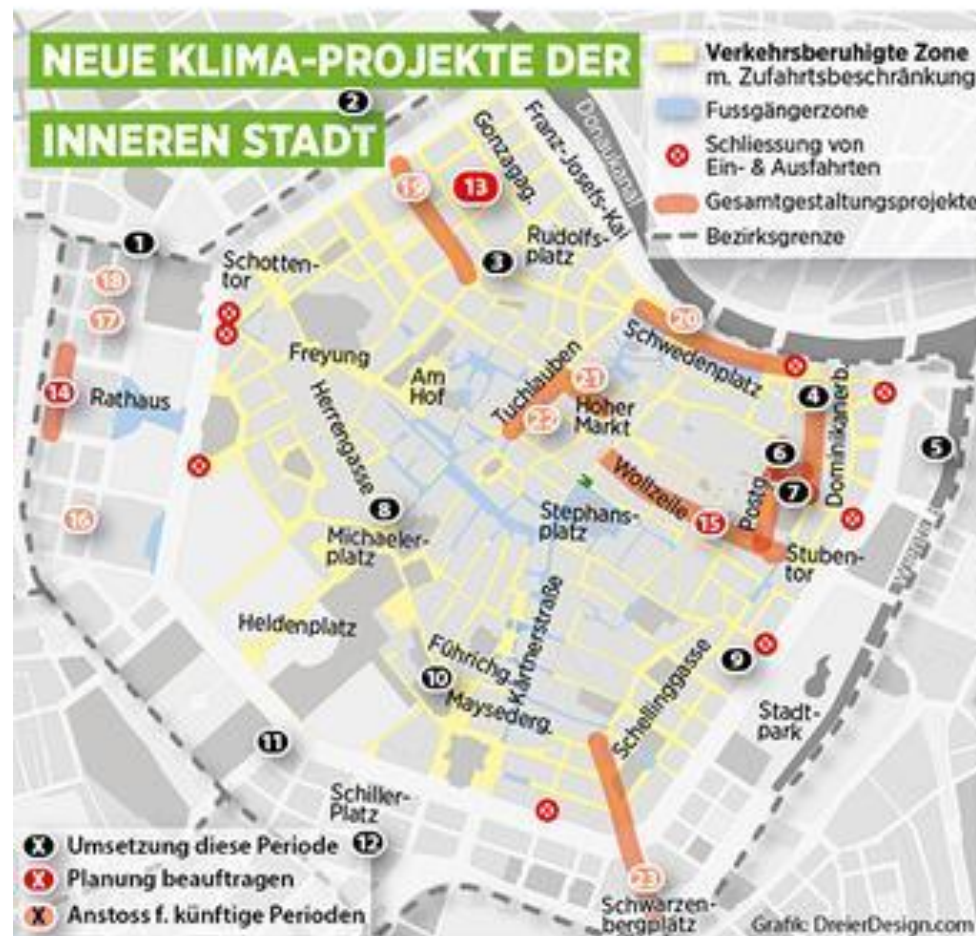 NEUE KLIMA-PROJEKTE DER
INNEREN STADT
Verkehrsberuhigte Zone
m. Zufahrtsbeschränkung
Fussgängerzone
Schliessung von
Ein- & Ausfahrten
Gesamtgestaltungsprojekte
Bezirksgrenze
2
Gonzagag.
Franz-Josefs-Kai
Donaukanal
19
13
1
Schotten-
tor
3
Rudolfs-
platz
18
17
20
Schwedenplatz
Freyung
Am
Hof
Tuchlauben
21
Hoher
Markt
22
14
Rathaus
4
Dominikanerb.
5
6
7
Herrengasse
Wollzeile
15
Postg.
8
Michaeler-
platz
Stephans-
platz
Stuben-
tor
16
Heldenplatz
Führichg.
Kärtnerstraße
10
Maysederg.
Schellinggasse
9
Stadt-
park
11
Schiller-
Platz
12
23
Schwarzen-
bergplatz
X Umsetzung diese Periode
X Planung beauftragen
X Anstoss f. künftige Perioden
Grafik: DreierDesign.com